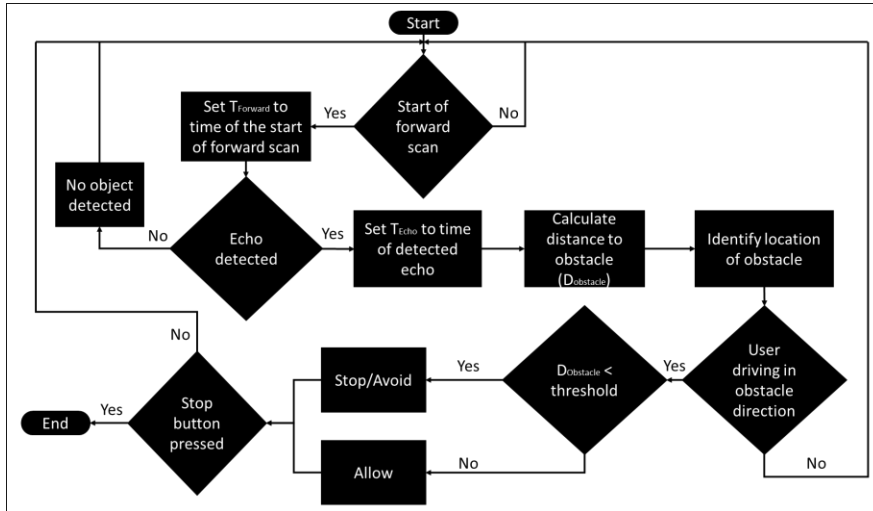 Start
Start of
forward
scan
Yes
No
Set TForward to
time of the start
of forward scan
No object
detected
No
Echo
detected
Yes
Set TEcho to time
of detected
echo
Calculate
distance to
obstacle
(Dobstacle)
Identify location
of obstacle
User
driving in
obstacle
direction
Yes
No
DObstacle <
threshold
Yes
No
Stop/Avoid
Allow
No
Stop
button
pressed
Yes
End